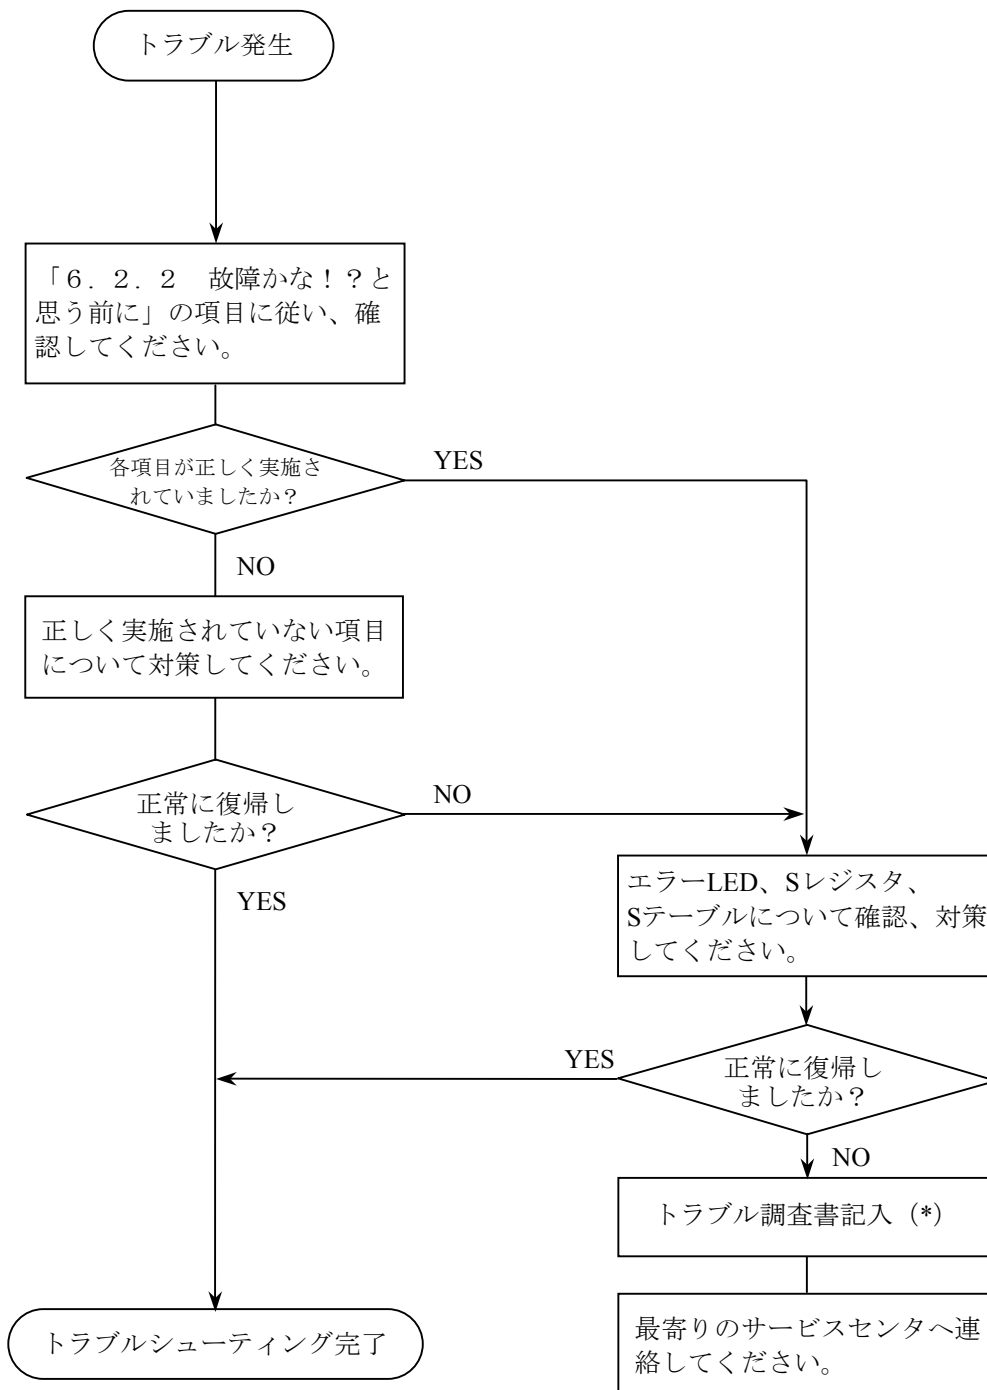 トラブル発生
「６．２．２　故障かな！？と
思う前に」の項目に従い、確
認してください。
各項目が正しく実施さ
れていましたか？
YES
NO
正しく実施されていない項目
について対策してください。
正常に復帰し
ましたか？
NO
YES
エラーLED、Sレジスタ、
Sテーブルについて確認、対策
してください。
正常に復帰し
ましたか？
YES
NO
トラブル調査書記入（*）
最寄りのサービスセンタへ連
絡してください。
トラブルシューティング完了